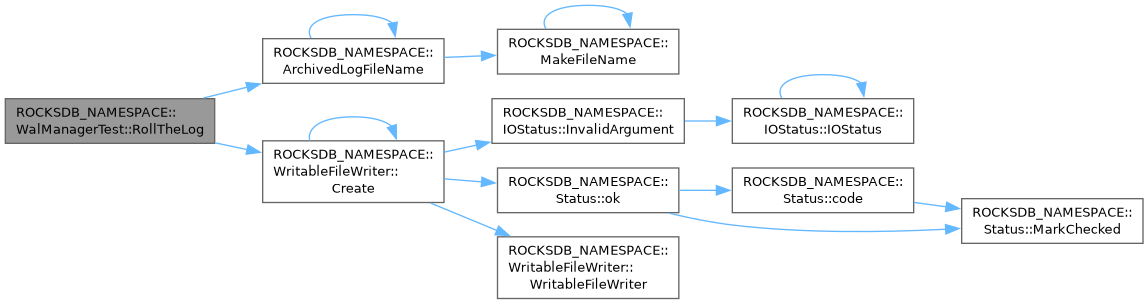 ROCKSDB_NAMESPACE::
WalManagerTest::RollTheLog
ROCKSDB_NAMESPACE::
ArchivedLogFileName
ROCKSDB_NAMESPACE::
MakeFileName
ROCKSDB_NAMESPACE::
WritableFileWriter::
Create
ROCKSDB_NAMESPACE::
IOStatus::InvalidArgument
ROCKSDB_NAMESPACE::
IOStatus::IOStatus
ROCKSDB_NAMESPACE::
Status::ok
ROCKSDB_NAMESPACE::
Status::code
ROCKSDB_NAMESPACE::
Status::MarkChecked
ROCKSDB_NAMESPACE::
WritableFileWriter::
WritableFileWriter